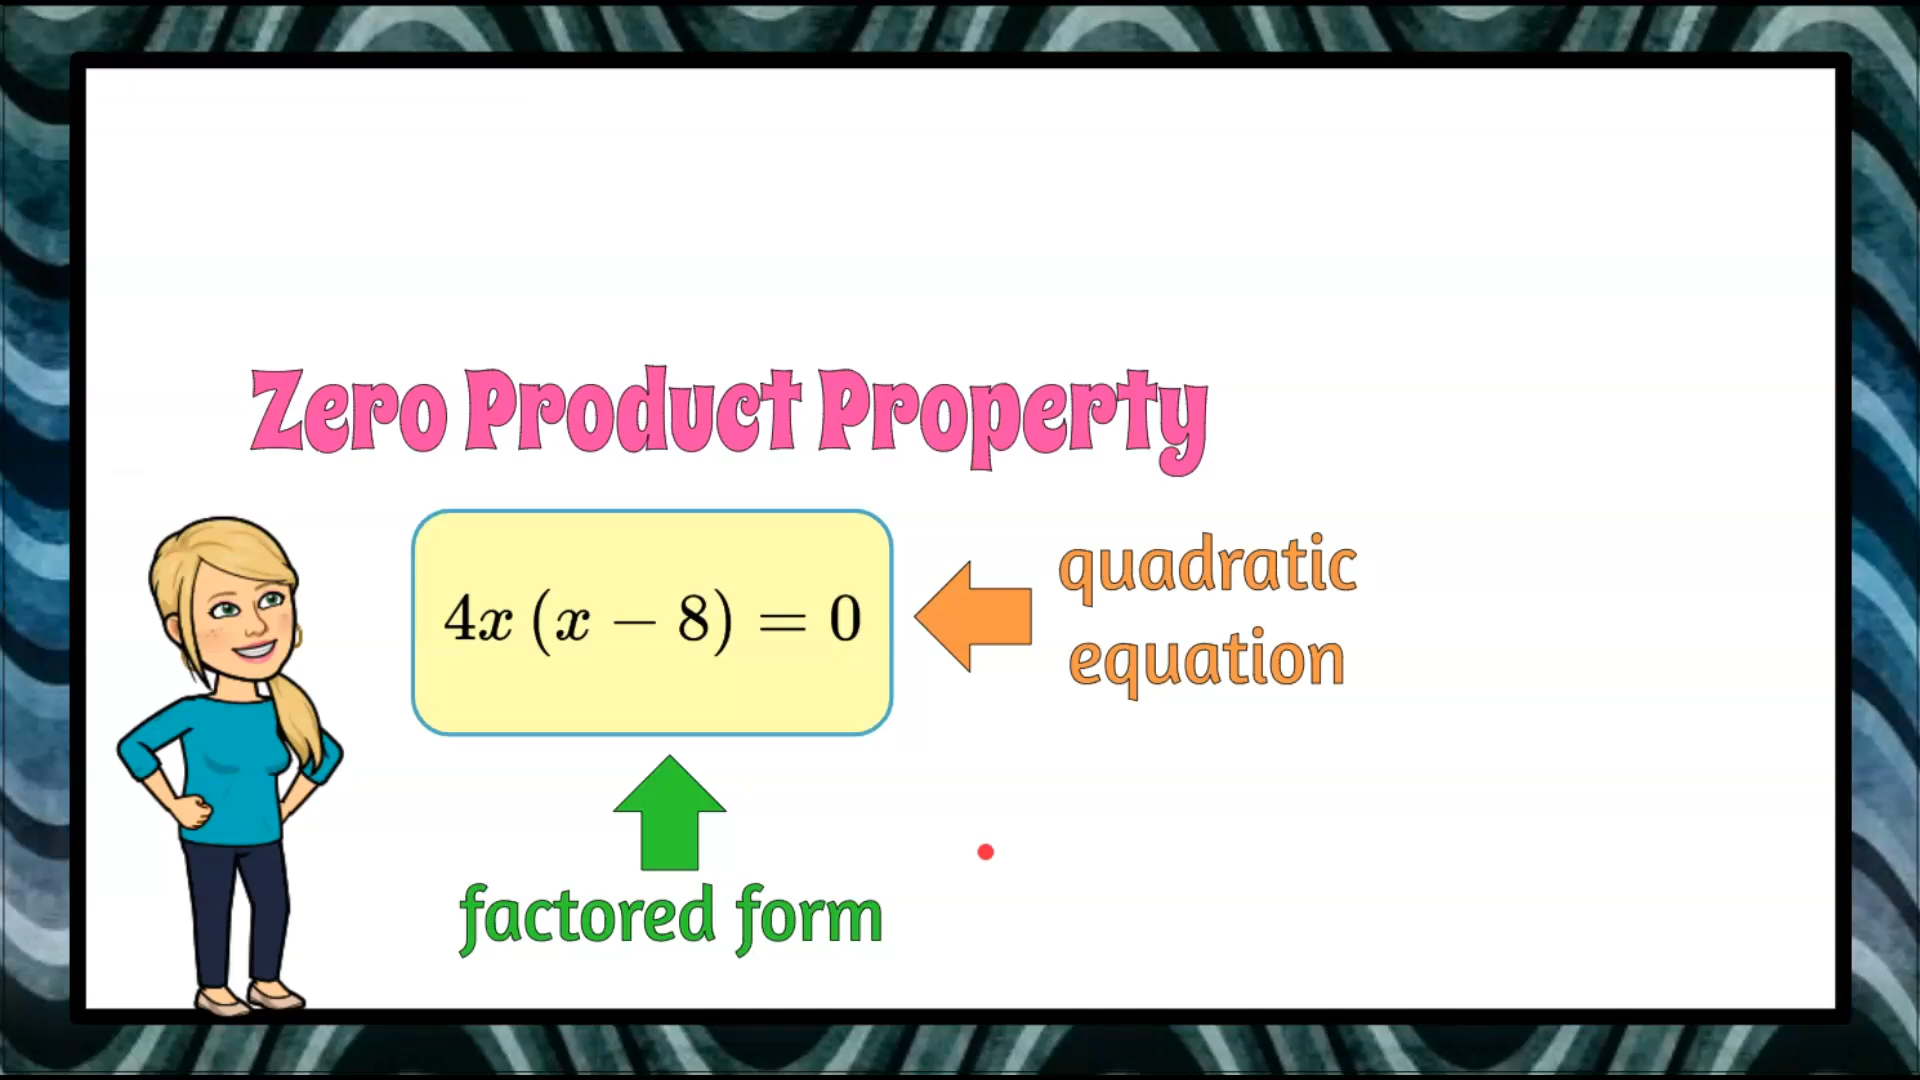 Zero Product Property
4x (x − 8) = 0
quadratic
equation
factored form